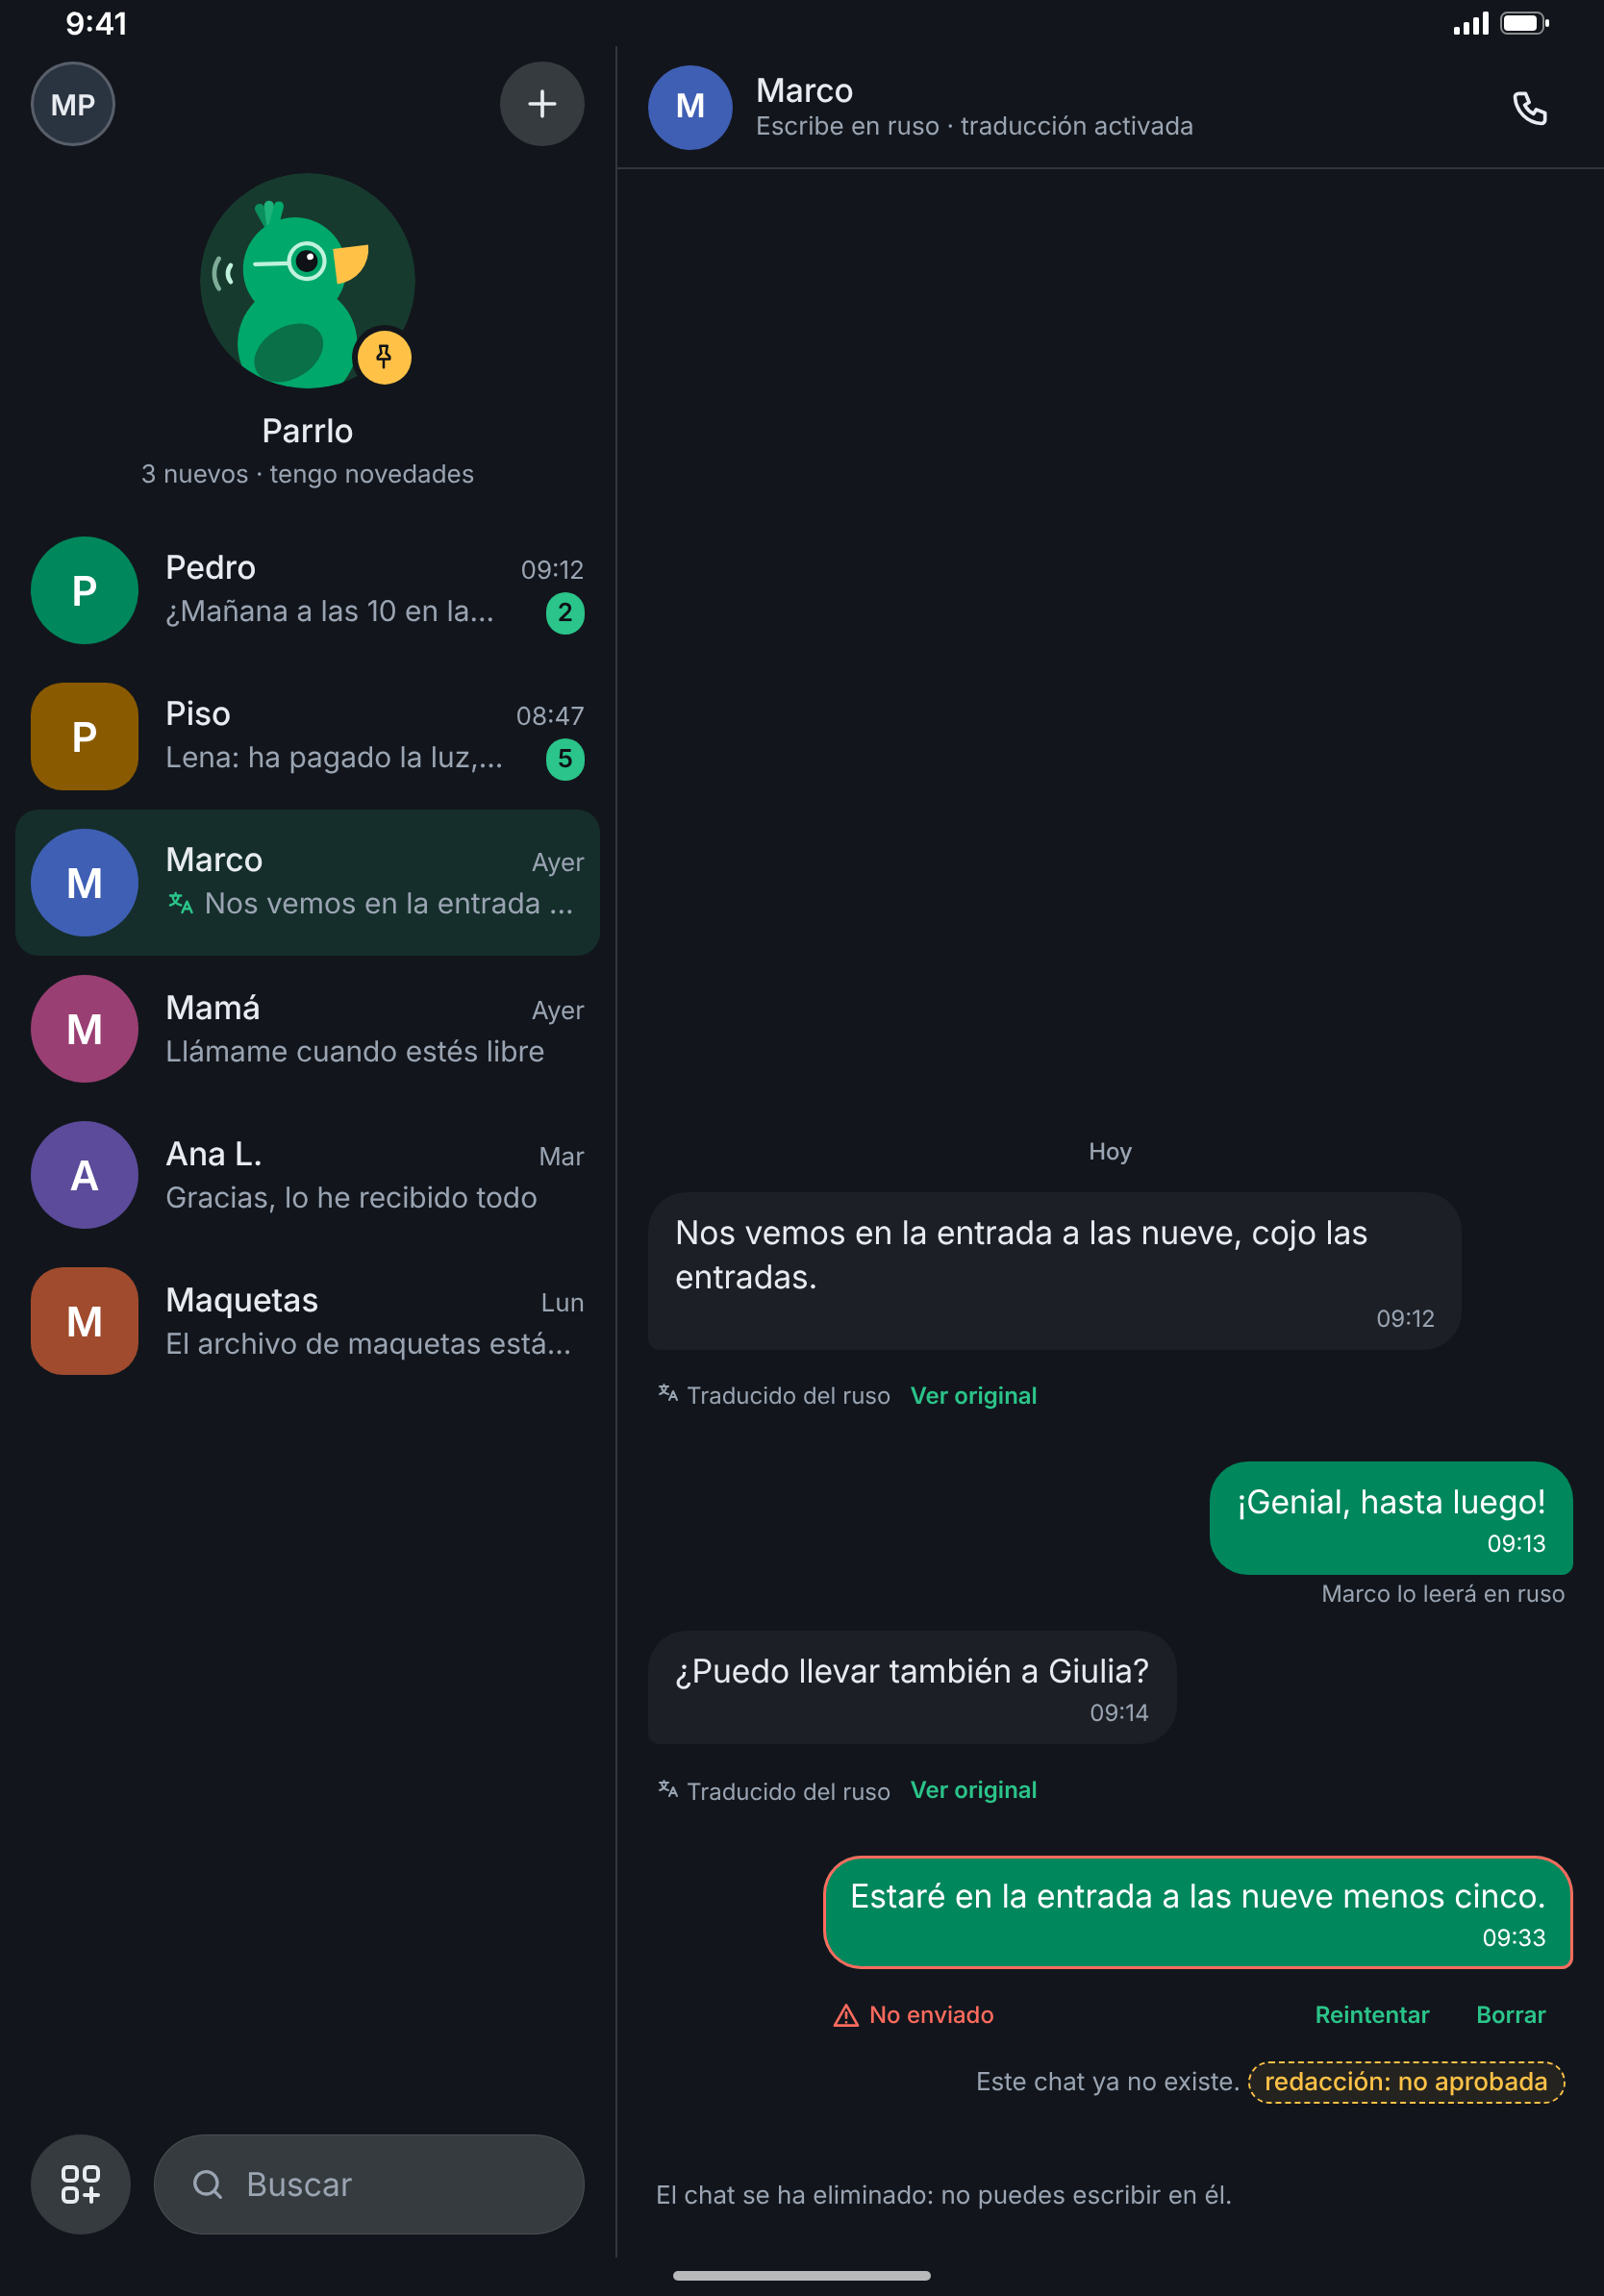 9:41
MP
Parrlo
3 nuevos · tengo novedades
P
Pedro
09:12
¿Mañana a las 10 en la...
2
P
Piso
08:47
Lena: ha pagado la luz,...
5
M
Marco
Ayer
Nos vemos en la entrada ...
M
Mamá
Ayer
Llámame cuando estés libre
A
Ana L.
Mar
Gracias, lo he recibido todo
M
Maquetas
Lun
El archivo de maquetas está...
Buscar
M
Marco
Escribe en ruso · traducción activada
Hoy
Nos vemos en la entrada a las nueve, cojo las
entradas.
09:12
Traducido del ruso Ver original
¡Genial, hasta luego!
09:13
Marco lo leerá en ruso
¿Puedo llevar también a Giulia?
09:14
Traducido del ruso Ver original
Estaré en la entrada a las nueve menos cinco.
09:33
No enviado Reintentar Borrar
Este chat ya no existe. redacción: no aprobada
El chat se ha eliminado: no puedes escribir en él.